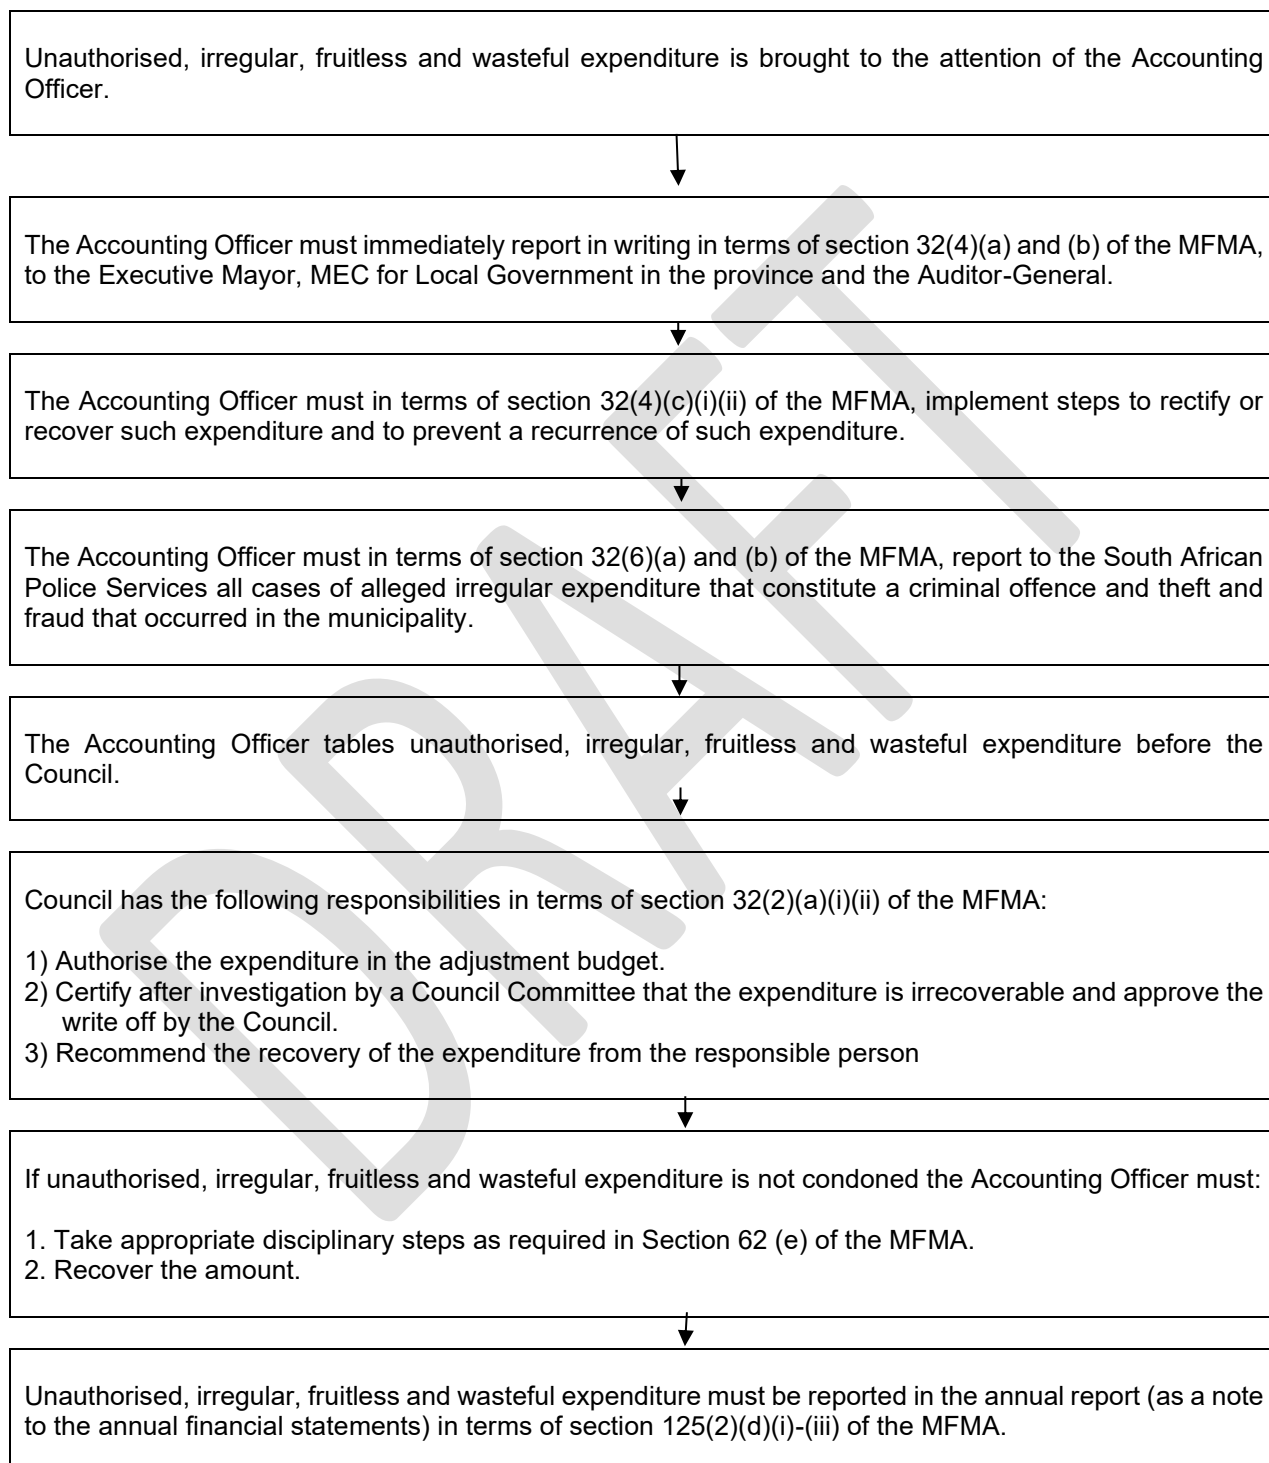 Unauthorised, irregular, fruitless and wasteful expenditure is brought to the attention of the Accounting
Officer.
The Accounting Officer must immediately report in writing in terms of section 32(4)(a) and (b) of the MFMA,
to the Executive Mayor, MEC for Local Government in the province and the Auditor-General.
The Accounting Officer must in terms of section 32(4)(c)(i)(ii) of the MFMA, implement steps to rectify or
recover such expenditure and to prevent a recurrence of such expenditure.
The Accounting Officer must in terms of section 32(6)(a) and (b) of the MFMA, report to the South African
Police Services all cases of alleged irregular expenditure that constitute a criminal offence and theft and
fraud that occurred in the municipality.
The Accounting Officer tables unauthorised, irregular, fruitless and wasteful expenditure before the
Council.
Council has the following responsibilities in terms of section 32(2)(a)(i)(ii) of the MFMA:
1) Authorise the expenditure in the adjustment budget.
2) Certify after investigation by a Council Committee that the expenditure is irrecoverable and approve the
write off by the Council.
3) Recommend the recovery of the expenditure from the responsible person
If unauthorised, irregular, fruitless and wasteful expenditure is not condoned the Accounting Officer must:
1. Take appropriate disciplinary steps as required in Section 62 (e) of the MFMA.
2. Recover the amount.
Unauthorised, irregular, fruitless and wasteful expenditure must be reported in the annual report (as a note
to the annual financial statements) in terms of section 125(2)(d)(i)-(iii) of the MFMA.
DRAFT